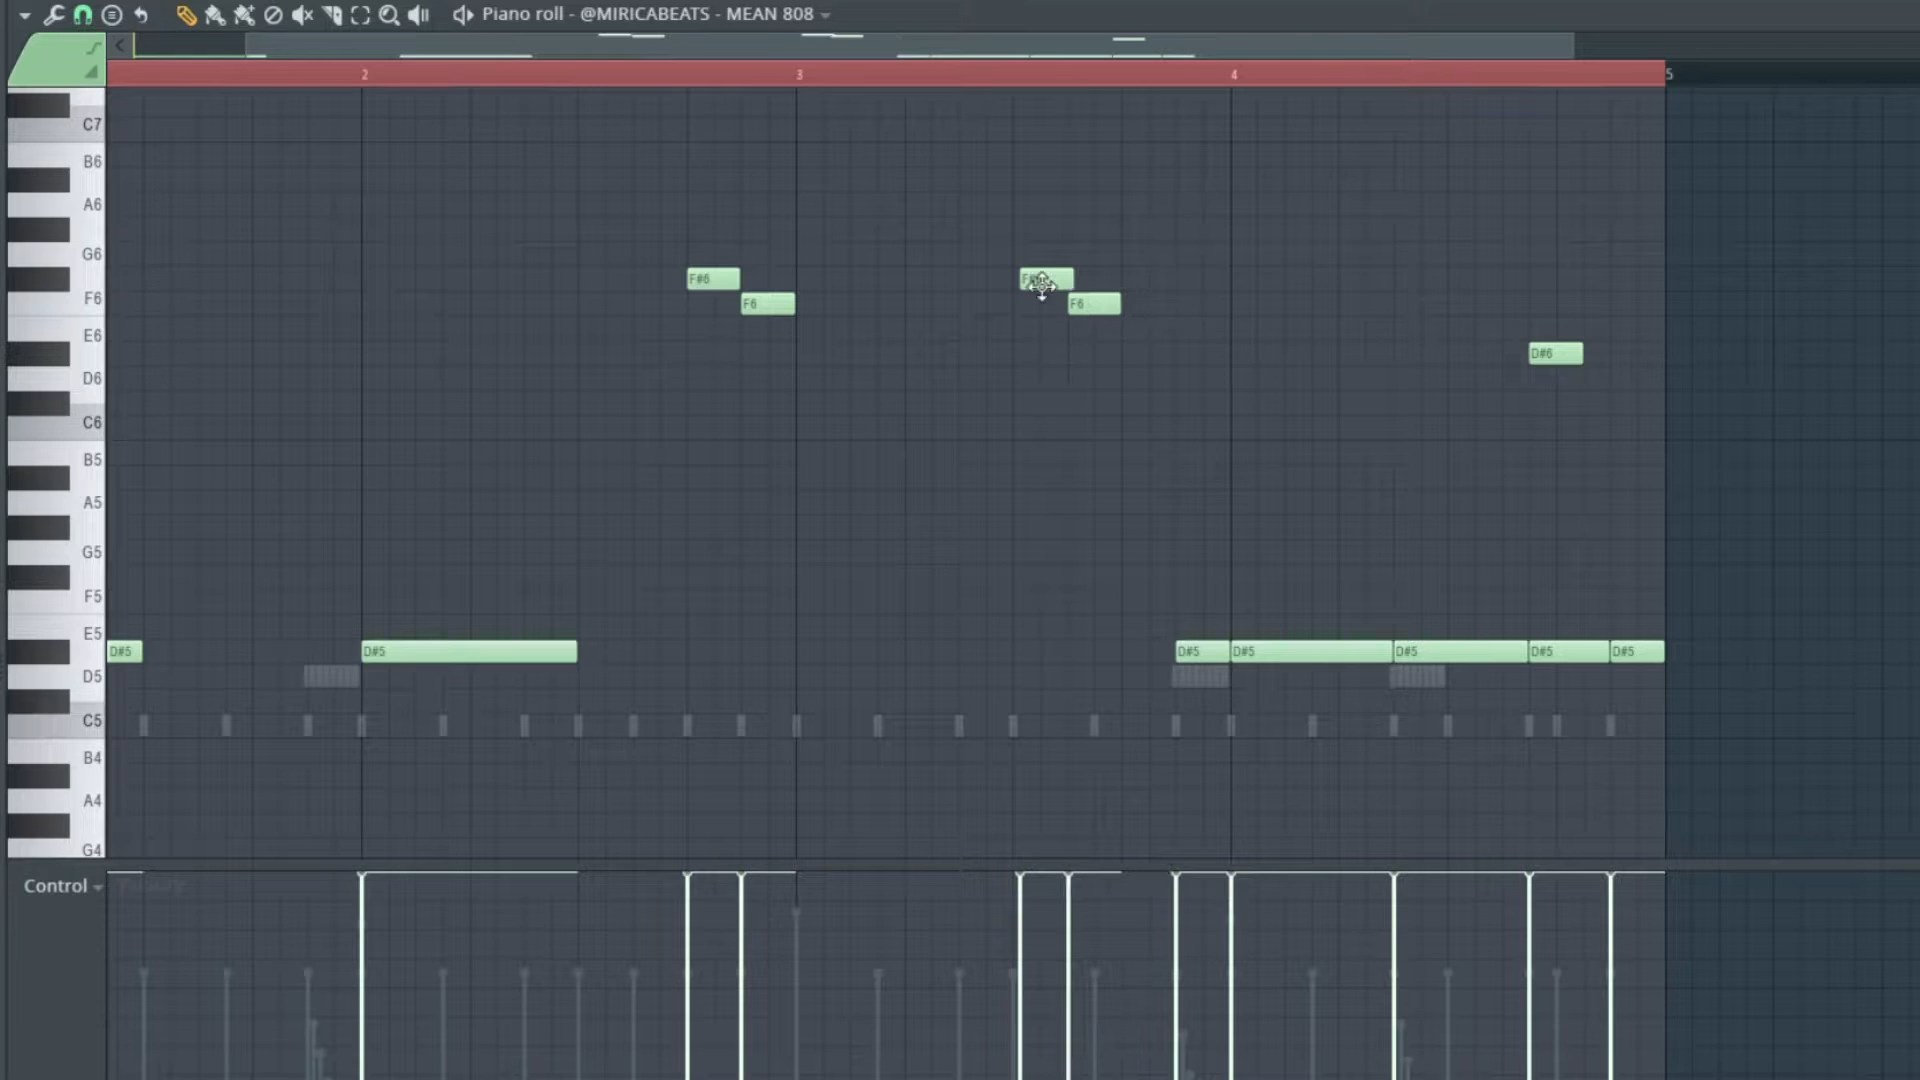 Piano roll - @MIRICABEATS - MEAN 808
2 3 4 5
C7
B6
A6
G6
F#6
F6 F6 F6
E6
D#6
D6
C6
B5
A5
G5
F5
E5
D#5 D#5 D#5 D#5 D#5 D#5 D#5
D5
C5
B4
A4
G4
Control